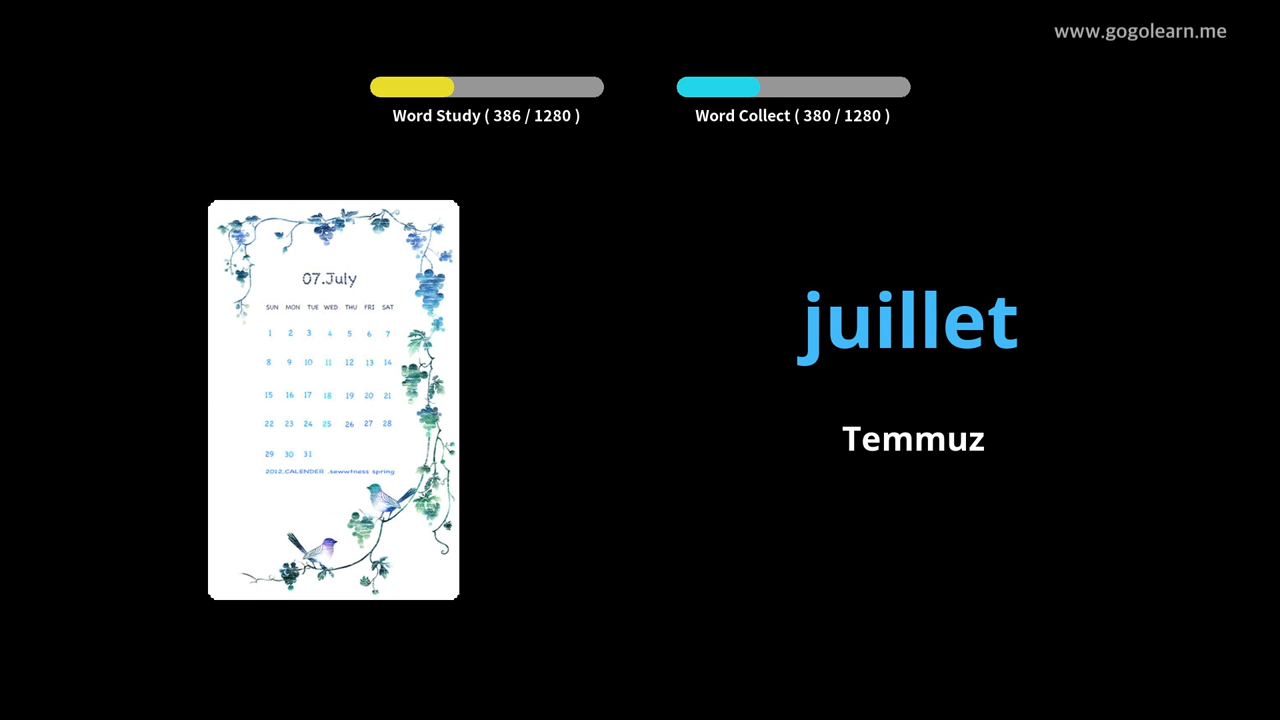 www.gogolearn.me
Word Study ( 386 / 1280 )
Word Collect ( 380 / 1280 )
07.July
SUN MON TUE WED THU FRI SAT
1 2 3 4 5 6 7
8 9 10 11 12 13 14
15 16 17 18 19 20 21
22 23 24 25 26 27 28
29 30 31
2012.CALENDER .sewwtness spring
juillet
Temmuz